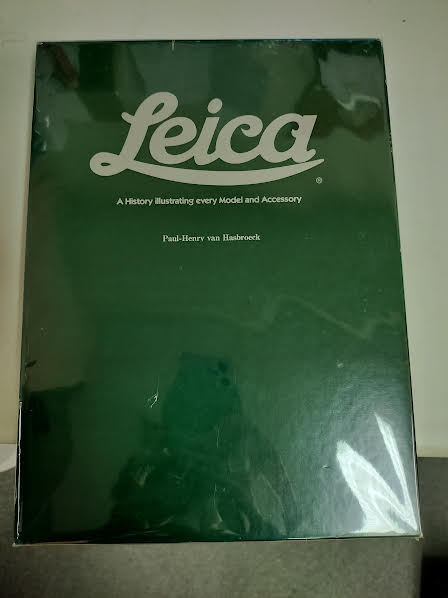 Leica
®
A History illustrating every Model and Accessory
Paul-Henry van Hasbroeck